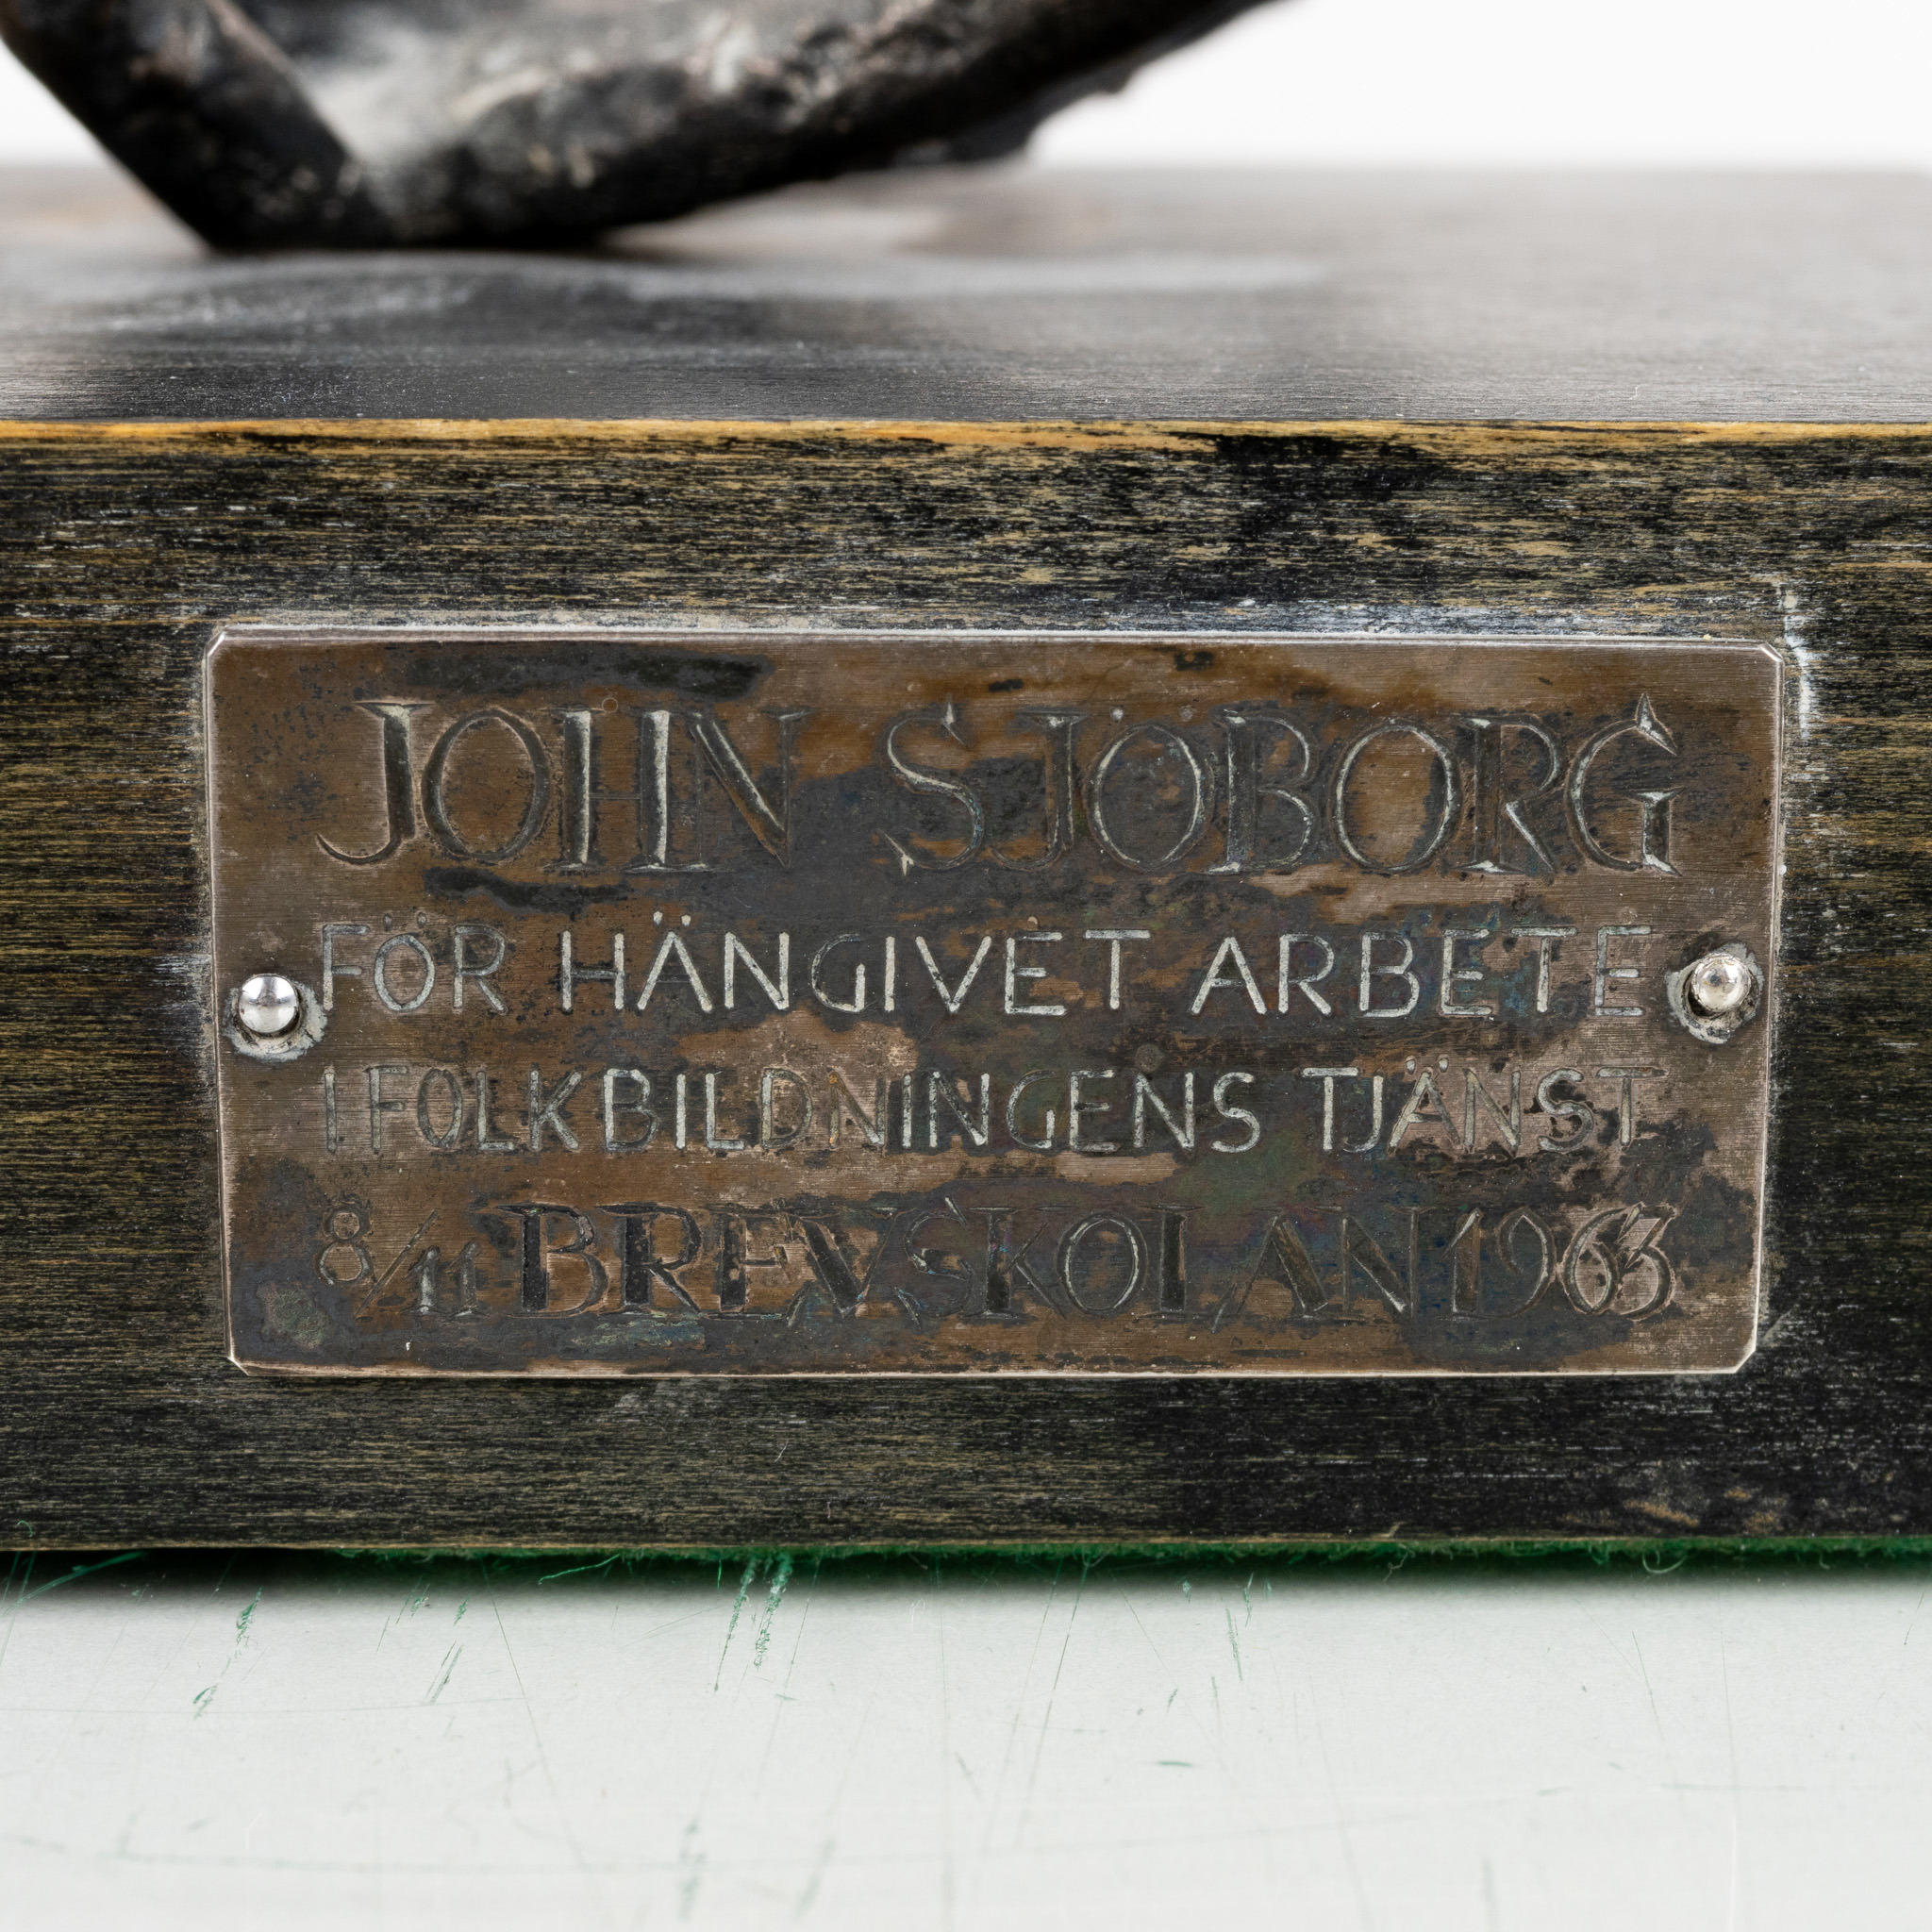 JOHN SJÖBORG
FÖR HÄNGIVET ARBETE
I FOLKBILDNINGENS TJÄNST
8/11 BREVSKOLAN 1963